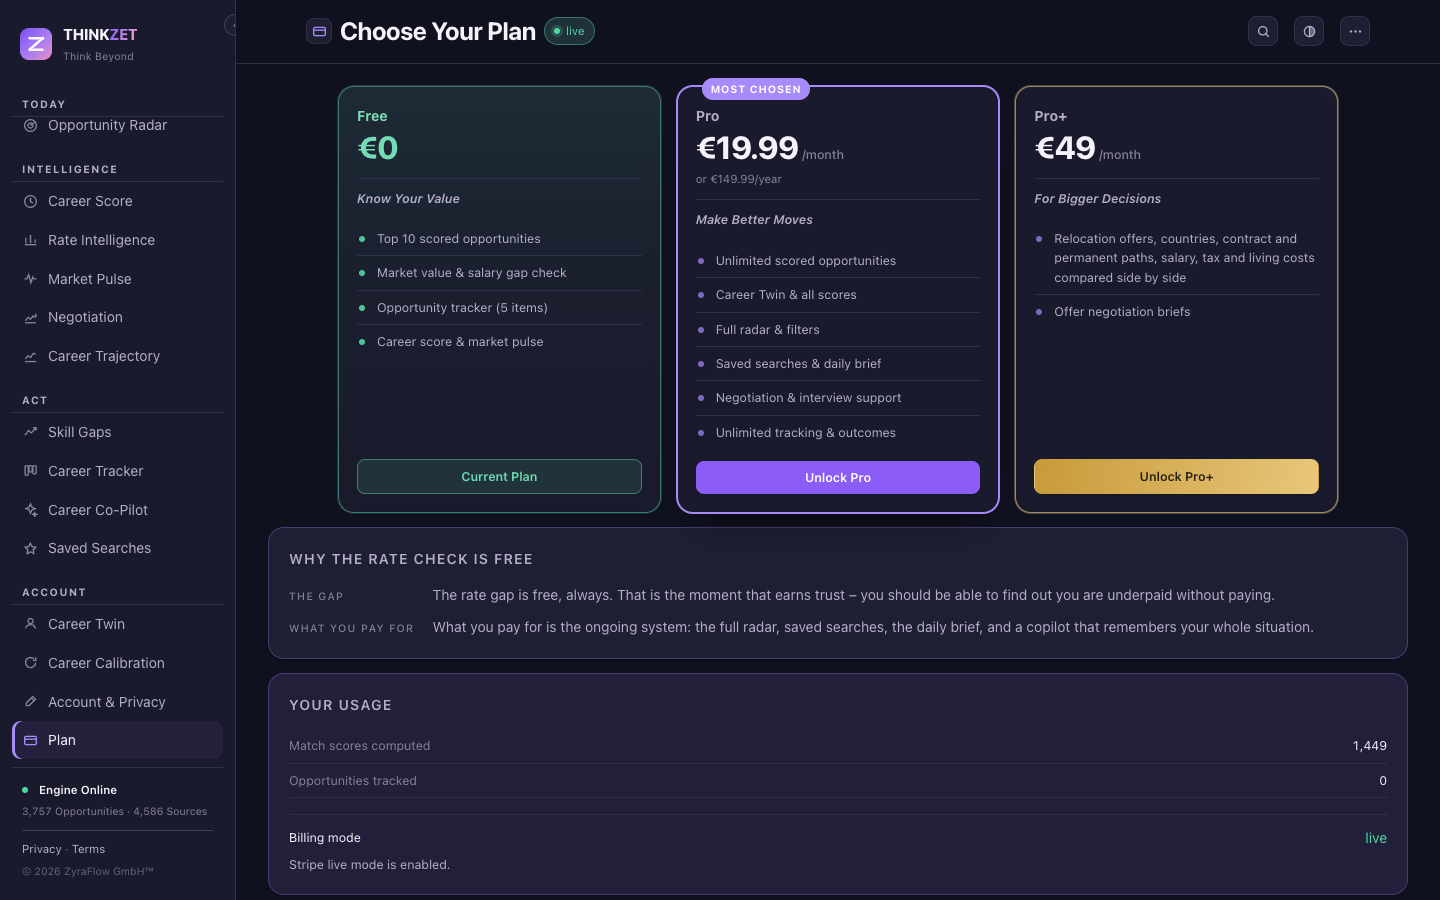 THINKZET
Think Beyond
TODAY
Opportunity Radar
INTELLIGENCE
Career Score
Rate Intelligence
Market Pulse
Negotiation
Career Trajectory
ACT
Skill Gaps
Career Tracker
Career Co-Pilot
Saved Searches
ACCOUNT
Career Twin
Career Calibration
Account & Privacy
Plan
Engine Online
3,757 Opportunities · 4,586 Sources
Privacy · Terms
© 2026 ZyraFlow GmbH™
Choose Your Plan
live
Free
€0
Know Your Value
Top 10 scored opportunities
Market value & salary gap check
Opportunity tracker (5 items)
Career score & market pulse
Current Plan
MOST CHOSEN
Pro
€19.99 /month
or €149.99/year
Make Better Moves
Unlimited scored opportunities
Career Twin & all scores
Full radar & filters
Saved searches & daily brief
Negotiation & interview support
Unlimited tracking & outcomes
Unlock Pro
Pro+
€49 /month
For Bigger Decisions
Relocation offers, countries, contract and
permanent paths, salary, tax and living costs
compared side by side
Offer negotiation briefs
Unlock Pro+
WHY THE RATE CHECK IS FREE
THE GAP The rate gap is free, always. That is the moment that earns trust – you should be able to find out you are underpaid without paying.
WHAT YOU PAY FOR What you pay for is the ongoing system: the full radar, saved searches, the daily brief, and a copilot that remembers your whole situation.
YOUR USAGE
Match scores computed 1,449
Opportunities tracked 0
Billing mode live
Stripe live mode is enabled.